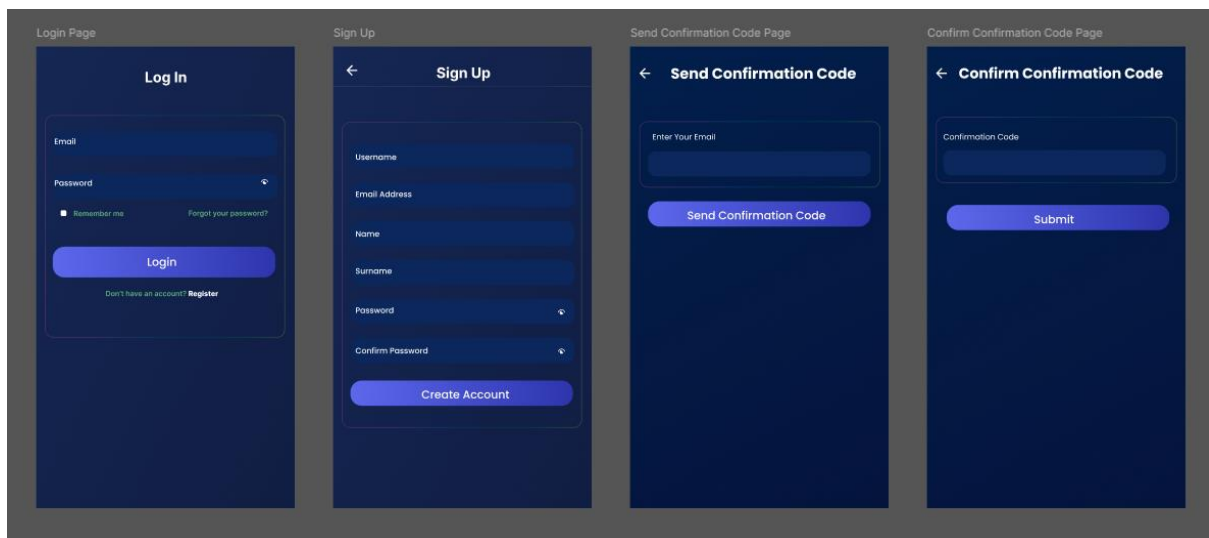 Login Page
Log In
Email
Password
Remember me
Forgot your password?
Login
Don't have an account? Register
Sign Up
Sign Up
Username
Email Address
Name
Surname
Password
Confirm Password
Create Account
Send Confirmation Code Page
Send Confirmation Code
Enter Your Email
Send Confirmation Code
Confirm Confirmation Code Page
Confirm Confirmation Code
Confirmation Code
Submit